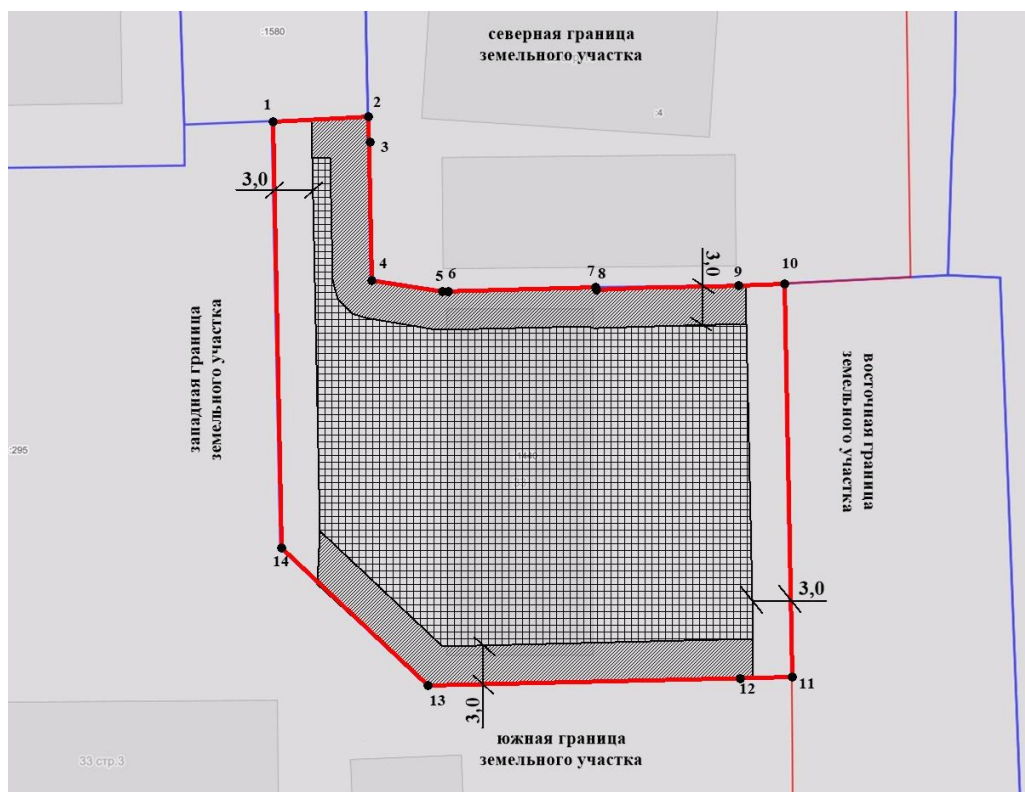 :1580
северная граница
земельного участка
:4
1
2
3
3,0
4
5
6
7
8
3,0
9
10
западная граница
земельного участка
восточная граница
земельного участка
:295
1440
14
3,0
13
3,0
12
11
южная граница
земельного участка
33 стр.3